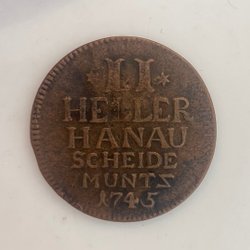 * II *
HELLER
HANAU
SCHEIDE
MUNTZ
1745